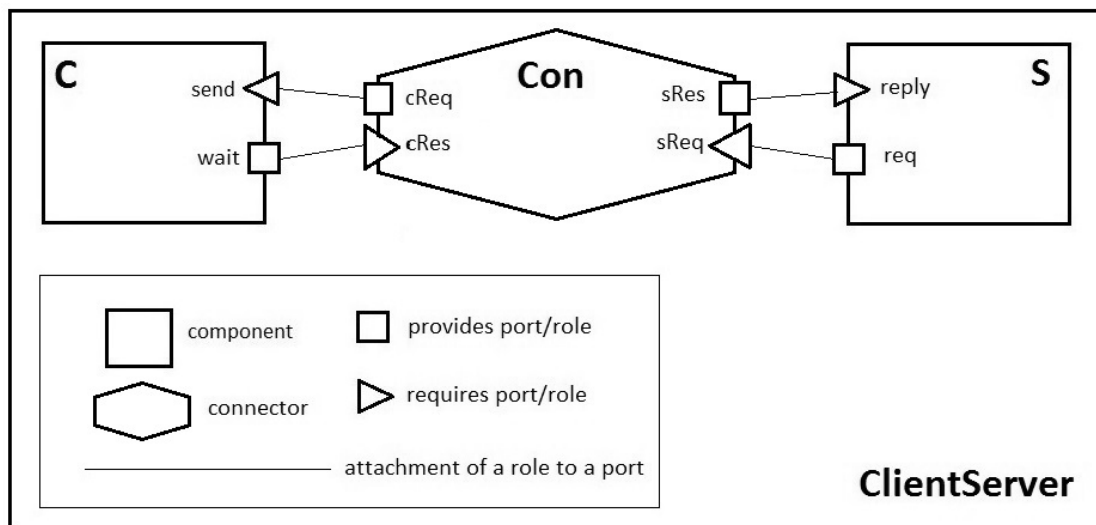 C
Con
S
send
cReq
sRes
reply
wait
cRes
sReq
req
component
provides port/role
connector
requires port/role
attachment of a role to a port
ClientServer